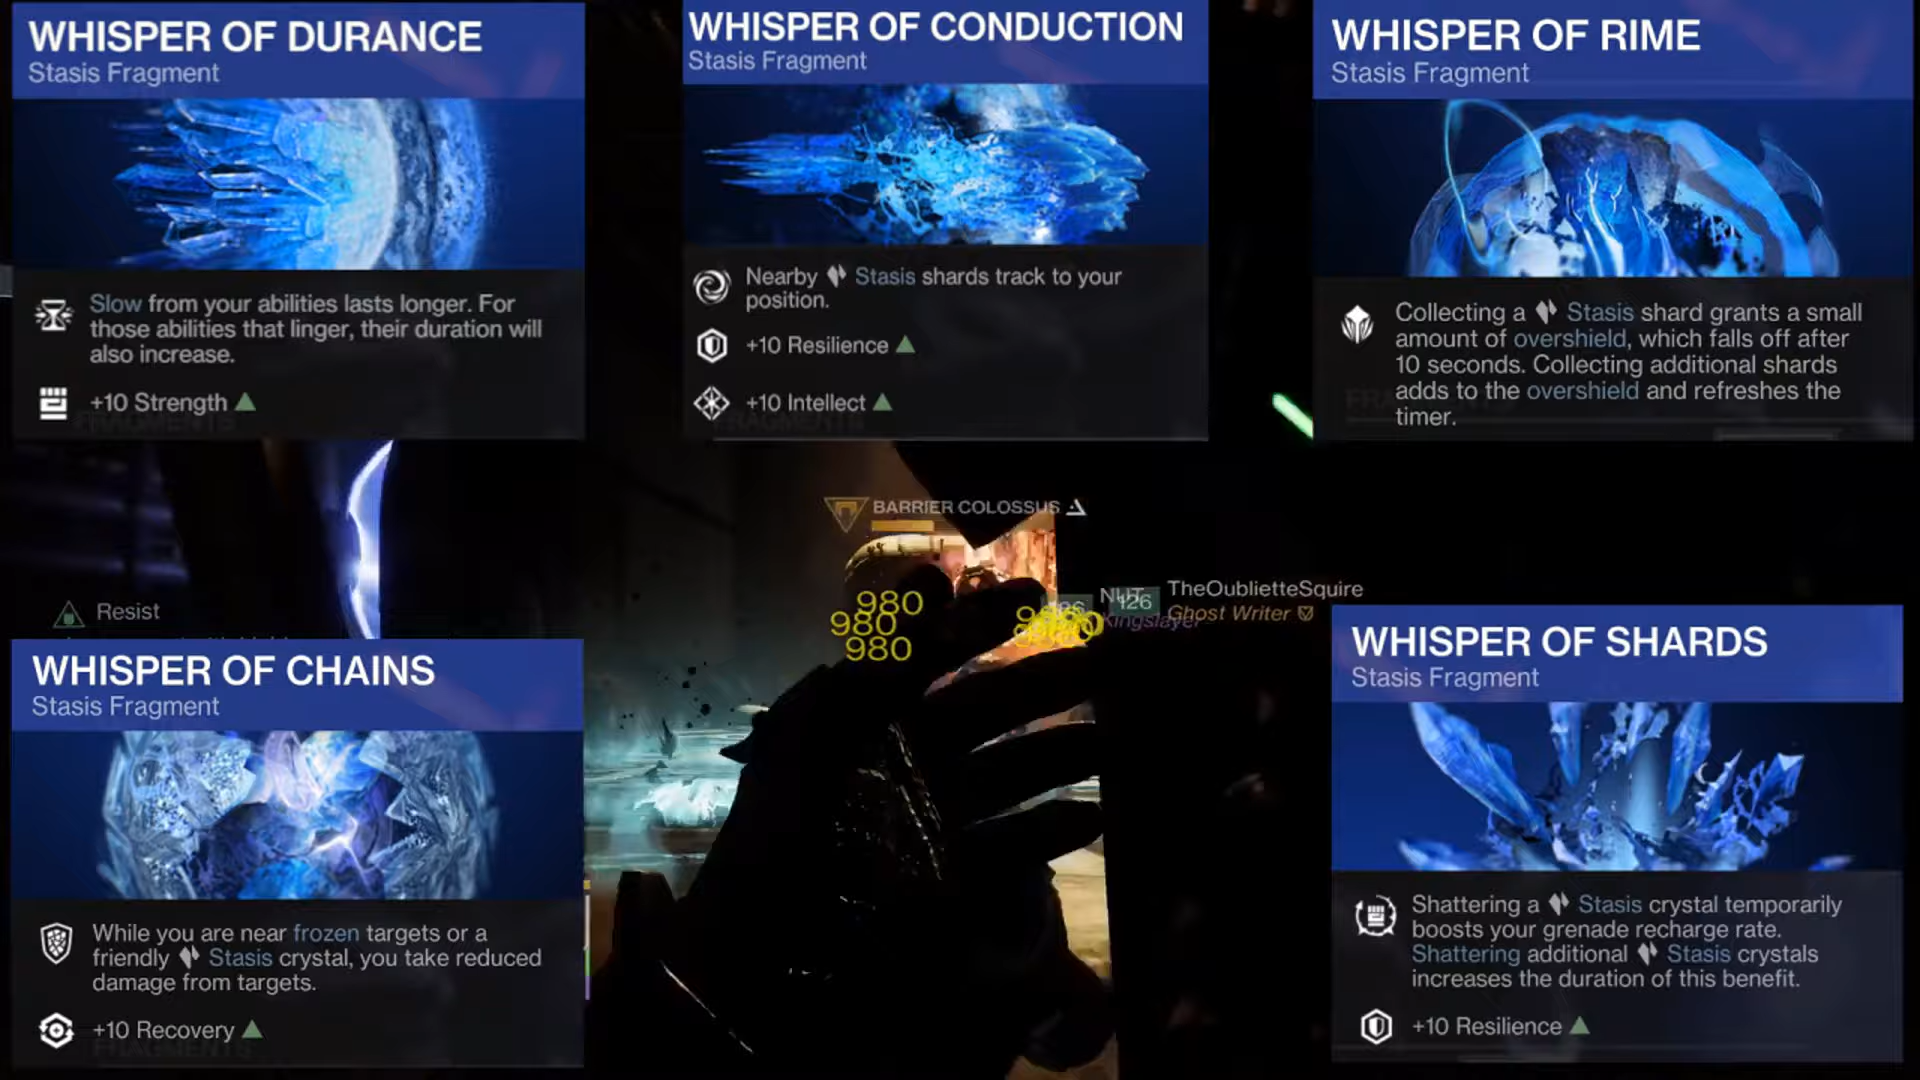 WHISPER OF DURANCE
Stasis Fragment
Slow from your abilities lasts longer. For
those abilities that linger, their duration will
also increase.
+10 Strength
FRAGMENTS
WHISPER OF CONDUCTION
Stasis Fragment
Nearby Stasis shards track to your
position.
+10 Resilience
+10 Intellect
FRAGMENTS
WHISPER OF RIME
Stasis Fragment
Collecting a Stasis shard grants a small
amount of overshield, which falls off after
10 seconds. Collecting additional shards
adds to the overshield and refreshes the
timer.
BARRIER COLOSSUS
980
980
980
126
TheOublietteSquire
Ghost Writer
Kingslayer
Resist
WHISPER OF CHAINS
Stasis Fragment
While you are near frozen targets or a
friendly Stasis crystal, you take reduced
damage from targets.
+10 Recovery
FRAGMENTS
WHISPER OF SHARDS
Stasis Fragment
Shattering a Stasis crystal temporarily
boosts your grenade recharge rate.
Shattering additional Stasis crystals
increases the duration of this benefit.
+10 Resilience